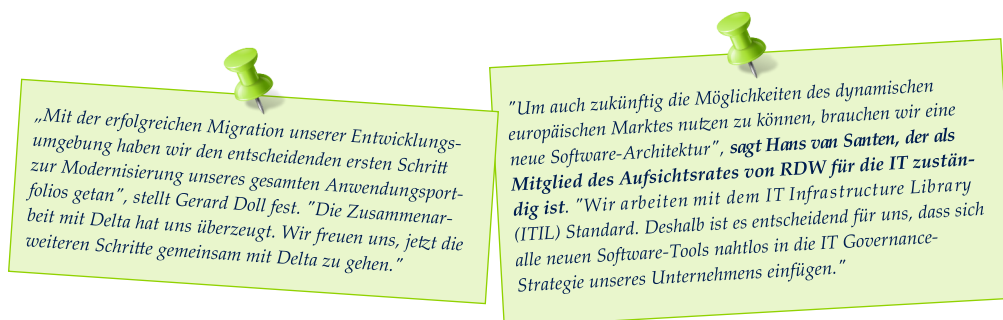 „Mit der erfolgreichen Migration unserer Entwicklungs-
umgebung haben wir den entscheidenden ersten Schritt
zur Modernisierung unseres gesamten Anwendungsport-
folios getan", stellt Gerard Doll fest. "Die Zusammenar-
beit mit Delta hat uns überzeugt. Wir freuen uns, jetzt die
weiteren Schritte gemeinsam mit Delta zu gehen."
"Um auch zukünftig die Möglichkeiten des dynamischen
europäischen Marktes nutzen zu können, brauchen wir eine
neue Software-Architektur", sagt Hans van Santen, der als
Mitglied des Aufsichtsrates von RDW für die IT zustän-
dig ist. "Wir arbeiten mit dem IT Infrastructure Library
(ITIL) Standard. Deshalb ist es entscheidend für uns, dass sich
alle neuen Software-Tools nahtlos in die IT Governance-
Strategie unseres Unternehmens einfügen."